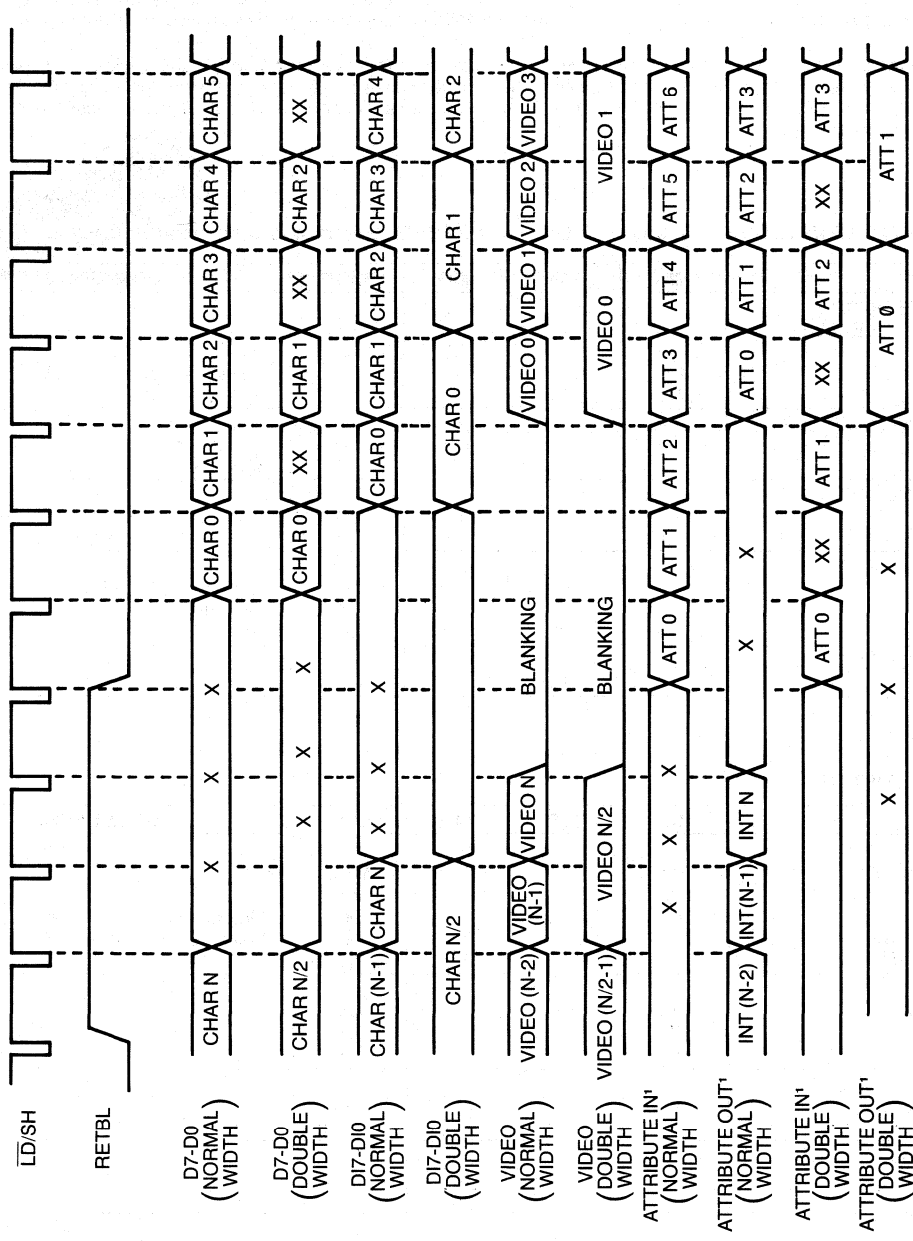 LD/SH
RETBL
D7-D0 (NORMAL WIDTH) CHAR N X X X CHAR 0 CHAR 1 CHAR 2 CHAR 3 CHAR 4 CHAR 5
D7-D0 (DOUBLE WIDTH) CHAR N/2 X X X CHAR 0 XX CHAR 1 XX CHAR 2 XX
DI7-DI0 (NORMAL WIDTH) CHAR (N-1) CHAR N X X X CHAR 0 CHAR 1 CHAR 2 CHAR 3 CHAR 4
DI7-DI0 (DOUBLE WIDTH) CHAR N/2 CHAR 0 CHAR 1 CHAR 2
VIDEO (NORMAL WIDTH) VIDEO (N-2) VIDEO (N-1) VIDEO N BLANKING VIDEO 0 VIDEO 1 VIDEO 2 VIDEO 3
VIDEO (DOUBLE WIDTH) VIDEO (N/2-1) VIDEO N/2 BLANKING VIDEO 0 VIDEO 1
ATTRIBUTE IN¹ (NORMAL WIDTH) X X X ATT 0 ATT 1 ATT 2 ATT 3 ATT 4 ATT 5 ATT 6
ATTRIBUTE OUT¹ (NORMAL WIDTH) INT (N-2) INT (N-1) INT N X X ATT 0 ATT 1 ATT 2 ATT 3
ATTRIBUTE IN¹ (DOUBLE WIDTH) ATT 0 XX ATT 1 XX ATT 2 XX ATT 3
ATTRIBUTE OUT¹ (DOUBLE WIDTH) X X X ATT 0 ATT 1